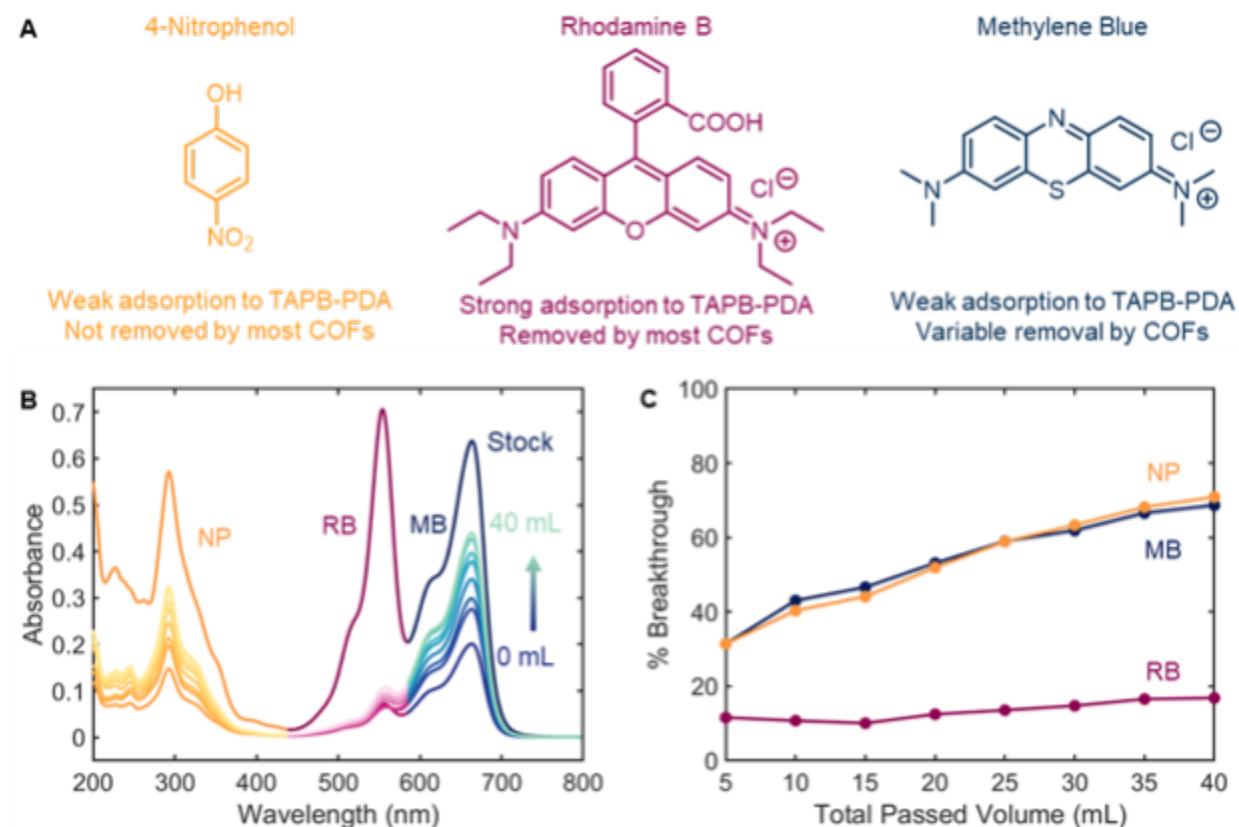 A
4-Nitrophenol
OH
NO2
Weak adsorption to TAPB-PDA
Not removed by most COFs
Rhodamine B
COOH
Cl ⊖
N
O
N
⊕
Strong adsorption to TAPB-PDA
Removed by most COFs
Methylene Blue
N
Cl ⊖
N
S
N
⊕
Weak adsorption to TAPB-PDA
Variable removal by COFs
B
0.7
0.6
0.5
0.4
0.3
0.2
0.1
0
Absorbance
NP
RB
MB
Stock
40 mL
0 mL
200 300 400 500 600 700 800
Wavelength (nm)
C
100
80
60
40
20
0
% Breakthrough
NP
MB
RB
5 10 15 20 25 30 35 40
Total Passed Volume (mL)